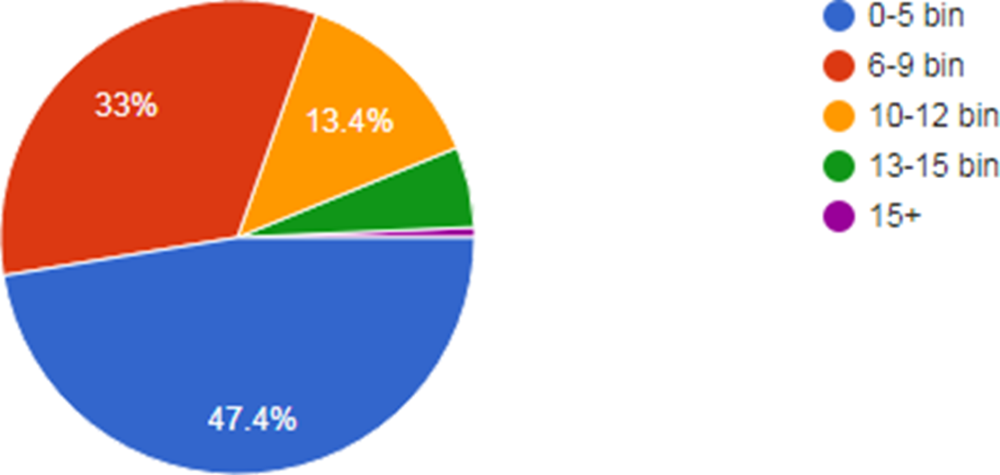 33%
13.4%
47.4%
0-5 bin
6-9 bin
10-12 bin
13-15 bin
15+